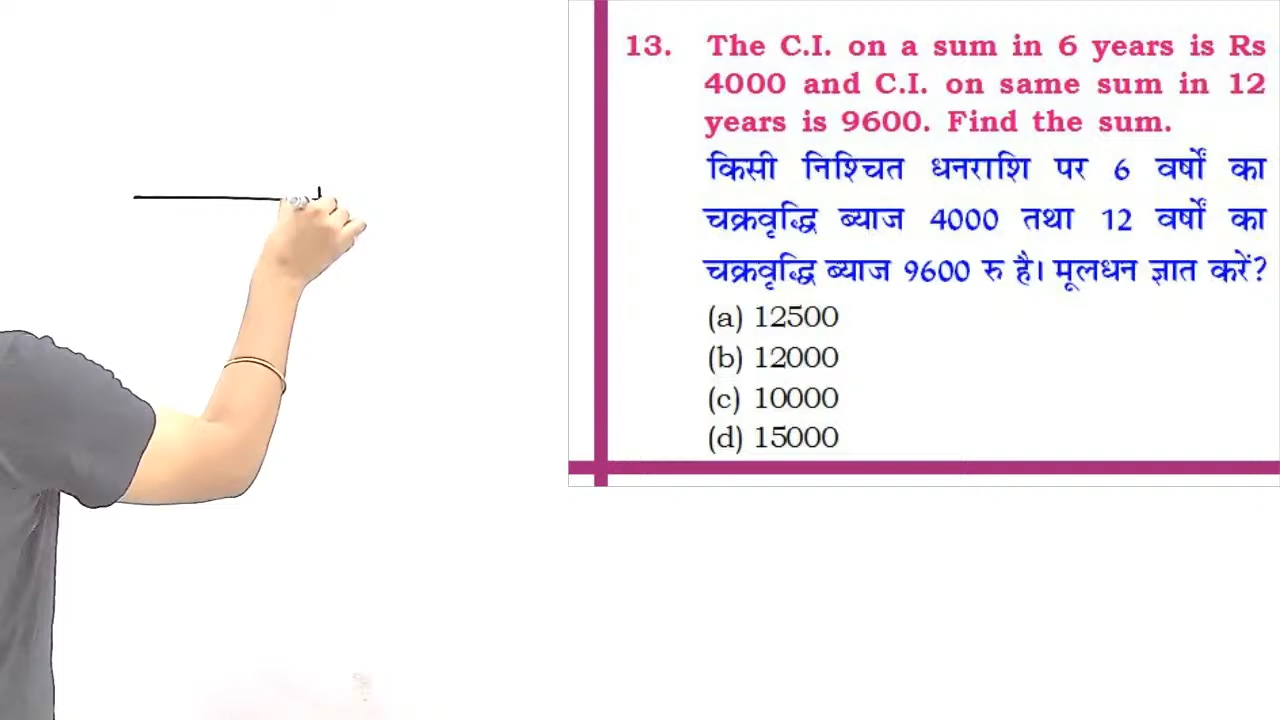 13. The C.I. on a sum in 6 years is Rs
4000 and C.I. on same sum in 12
years is 9600. Find the sum.
किसी निश्चित धनराशि पर 6 वर्षों का
चक्रवृद्धि ब्याज 4000 तथा 12 वर्षों का
चक्रवृद्धि ब्याज 9600 रु है। मूलधन ज्ञात करें?
(a) 12500
(b) 12000
(c) 10000
(d) 15000